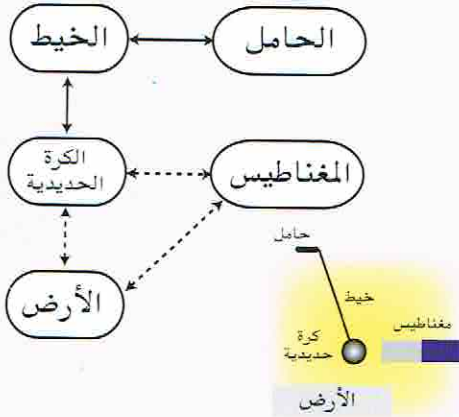 الحامل
الخيط
الكرة
الحديدية
المغناطيس
الأرض
حامل
خيط
كرة
حديدية
مغناطيس
الأرض